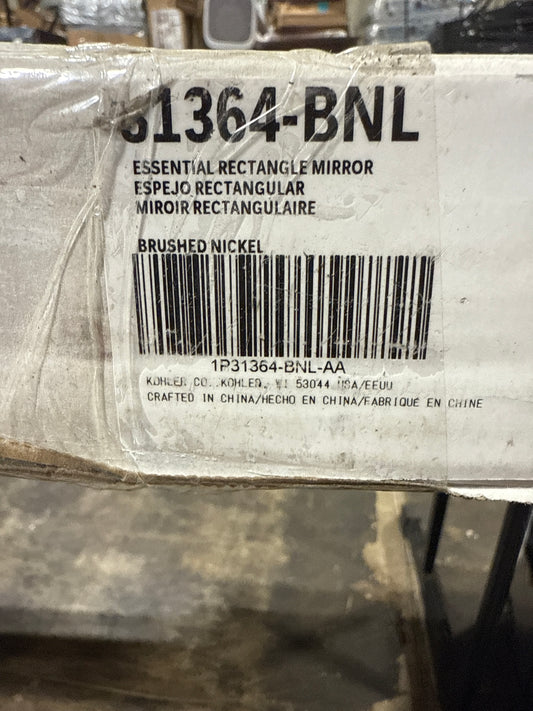 31364-BNL
ESSENTIAL RECTANGLE MIRROR
ESPEJO RECTANGULAR
MIROIR RECTANGULAIRE
BRUSHED NICKEL
1P31364-BNL-AA
KOHLER CO. KOHLER, WI 53044 USA/EEUU
CRAFTED IN CHINA/HECHO EN CHINA/FABRIQUÉ EN CHINE